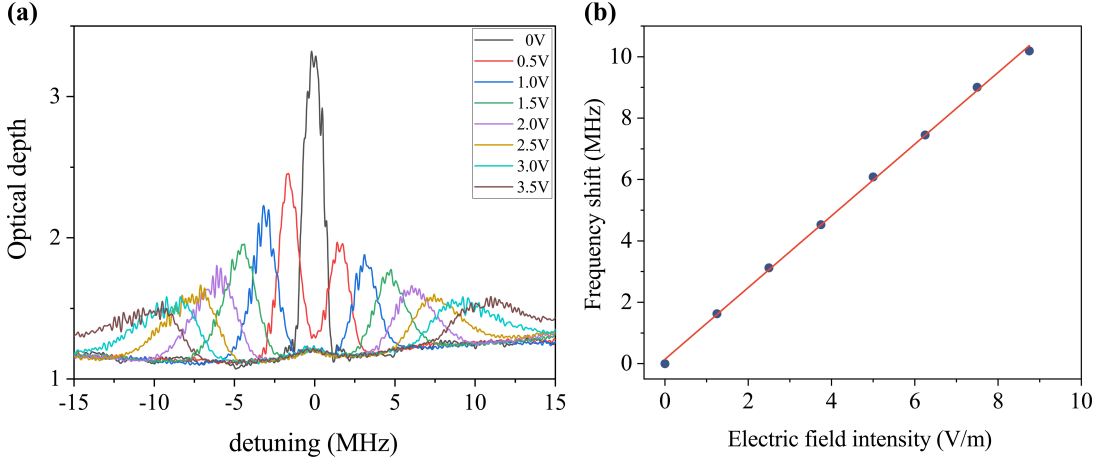 (a)
0V
0.5V
1.0V
1.5V
2.0V
2.5V
3.0V
3.5V
3
2
1
Optical depth
-15
-10
-5
0
5
10
15
detuning (MHz)
(b)
10
8
6
4
2
0
Frequency shift (MHz)
0
2
4
6
8
10
Electric field intensity (V/m)